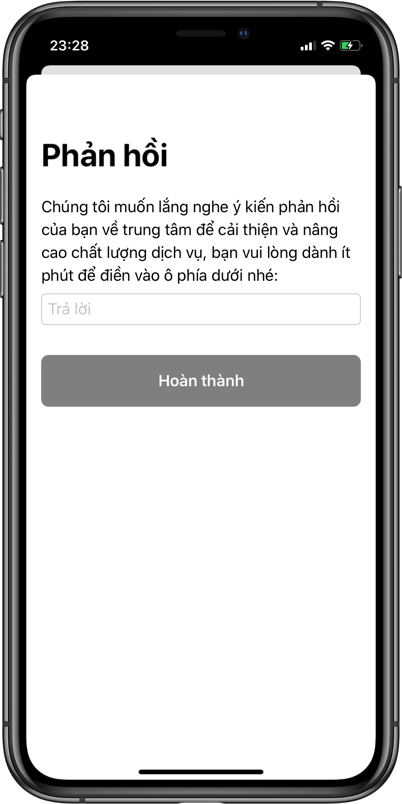 23:28
Phản hồi
Chúng tôi muốn lắng nghe ý kiến phản hồi
của bạn về trung tâm để cải thiện và nâng
cao chất lượng dịch vụ, bạn vui lòng dành ít
phút để điền vào ô phía dưới nhé:
Trả lời
Hoàn thành